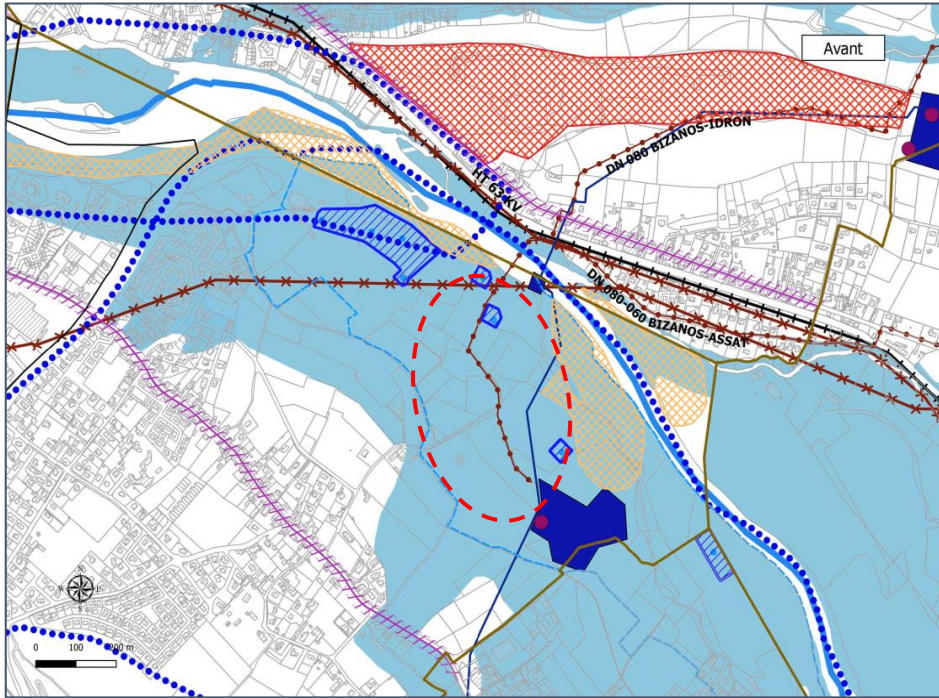 Avant
DN 080 BIZANOS-IDRON
HT 63 KV
DN 080-060 BIZANOS-ASSAT
N
W E
S
0 100 200 m